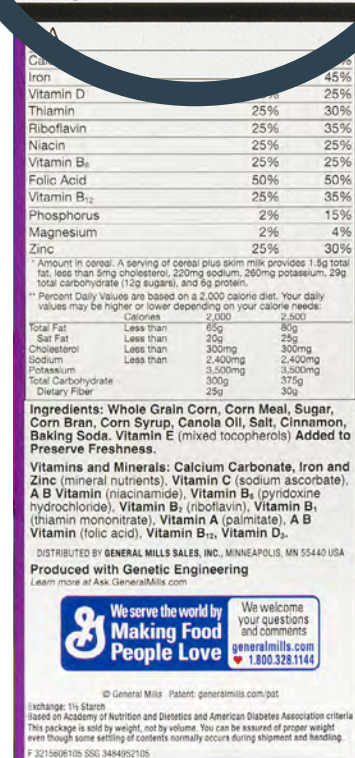 A
Iron 45%
Vitamin D 25%
Thiamin 25% 30%
Riboflavin 25% 35%
Niacin 25% 25%
Vitamin B₆ 25% 25%
Folic Acid 50% 50%
Vitamin B₁₂ 25% 35%
Phosphorus 2% 15%
Magnesium 2% 4%
Zinc 25% 30%
* Amount in cereal. A serving of cereal plus skim milk provides 1.5g total
fat, less than 5mg cholesterol, 220mg sodium, 260mg potassium, 29g
total carbohydrate (12g sugars), and 6g protein.
** Percent Daily Values are based on a 2,000 calorie diet. Your daily
values may be higher or lower depending on your calorie needs:
Calories 2,000 2,500
Total Fat Less than 65g 80g
Sat Fat Less than 20g 25g
Cholesterol Less than 300mg 300mg
Sodium Less than 2,400mg 2,400mg
Potassium 3,500mg 3,500mg
Total Carbohydrate 300g 375g
Dietary Fiber 25g 30g
Ingredients: Whole Grain Corn, Corn Meal, Sugar,
Corn Bran, Corn Syrup, Canola Oil, Salt, Cinnamon,
Baking Soda. Vitamin E (mixed tocopherols) Added to
Preserve Freshness.
Vitamins and Minerals: Calcium Carbonate, Iron and
Zinc (mineral nutrients), Vitamin C (sodium ascorbate),
A B Vitamin (niacinamide), Vitamin B₆ (pyridoxine
hydrochloride), Vitamin B₂ (riboflavin), Vitamin B₁
(thiamin mononitrate), Vitamin A (palmitate), A B
Vitamin (folic acid), Vitamin B₁₂, Vitamin D₃.
DISTRIBUTED BY GENERAL MILLS SALES, INC., MINNEAPOLIS, MN 55440 USA
Produced with Genetic Engineering
Learn more at Ask.GeneralMills.com
G
We serve the world by
Making Food
People Love
We welcome
your questions
and comments
generalmills.com
1.800.328.1144
© General Mills Patent: generalmills.com/pat
Exchange: 1½ Starch
Based on Academy of Nutrition and Dietetics and American Diabetes Association criteria
This package is sold by weight, not by volume. You can be assured of proper weight
even though some settling of contents normally occurs during shipment and handling.
F 3215606105 SSG 3484952105